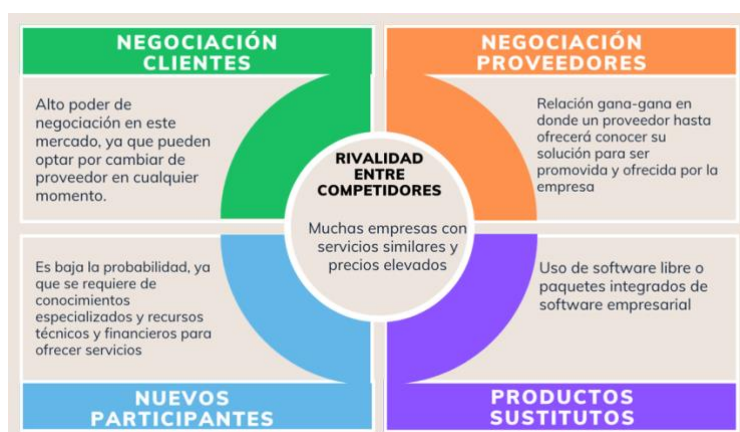 NEGOCIACIÓN
CLIENTES
Alto poder de
negociación en este
mercado, ya que pueden
optar por cambiar de
proveedor en cualquier
momento.
NEGOCIACIÓN
PROVEEDORES
Relación gana-gana en
donde un proveedor hasta
ofrecerá conocer su
solución para ser
promovida y ofrecida por la
empresa
RIVALIDAD
ENTRE
COMPETIDORES
Muchas empresas con
servicios similares y
precios elevados
Es baja la probabilidad, ya
que se requiere de
conocimientos
especializados y recursos
técnicos y financieros para
ofrecer servicios
NUEVOS
PARTICIPANTES
Uso de software libre o
paquetes integrados de
software empresarial
PRODUCTOS
SUSTITUTOS